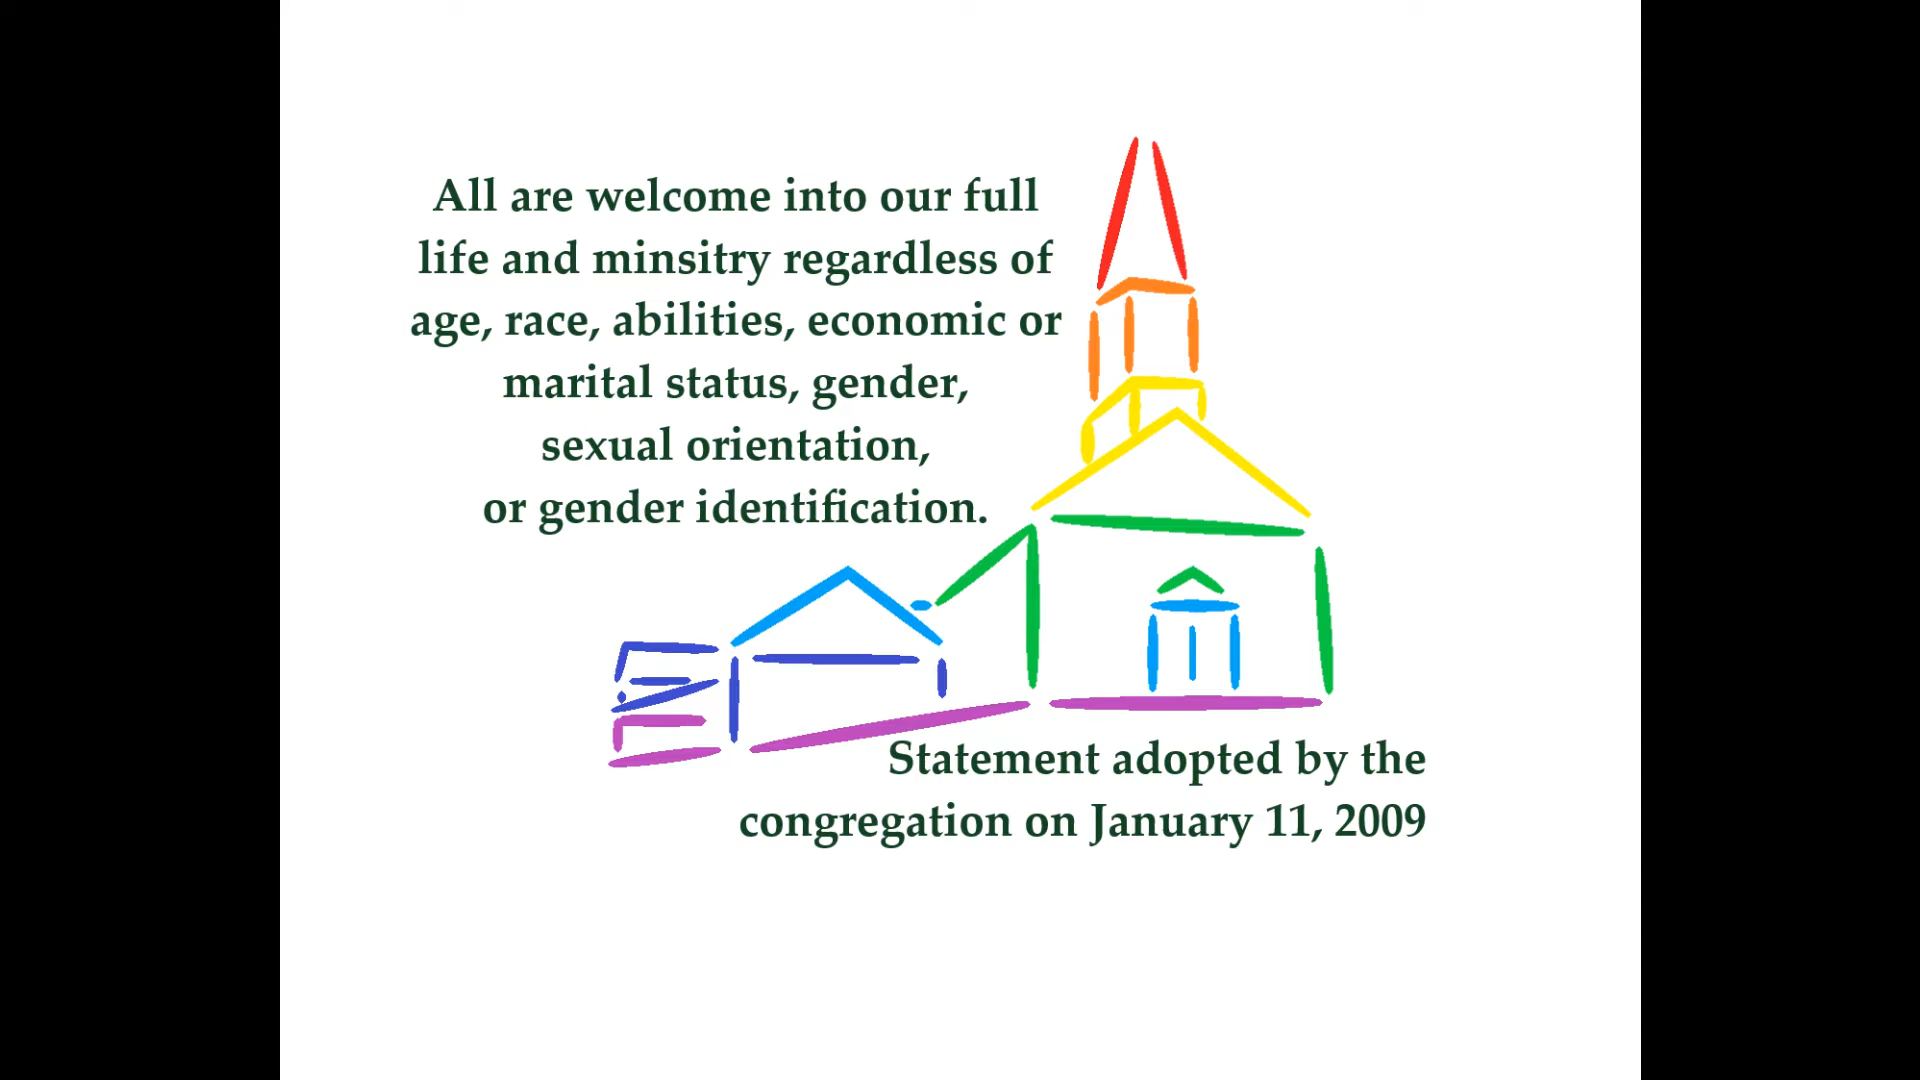 All are welcome into our full
life and minsitry regardless of
age, race, abilities, economic or
marital status, gender,
sexual orientation,
or gender identification.
Statement adopted by the
congregation on January 11, 2009